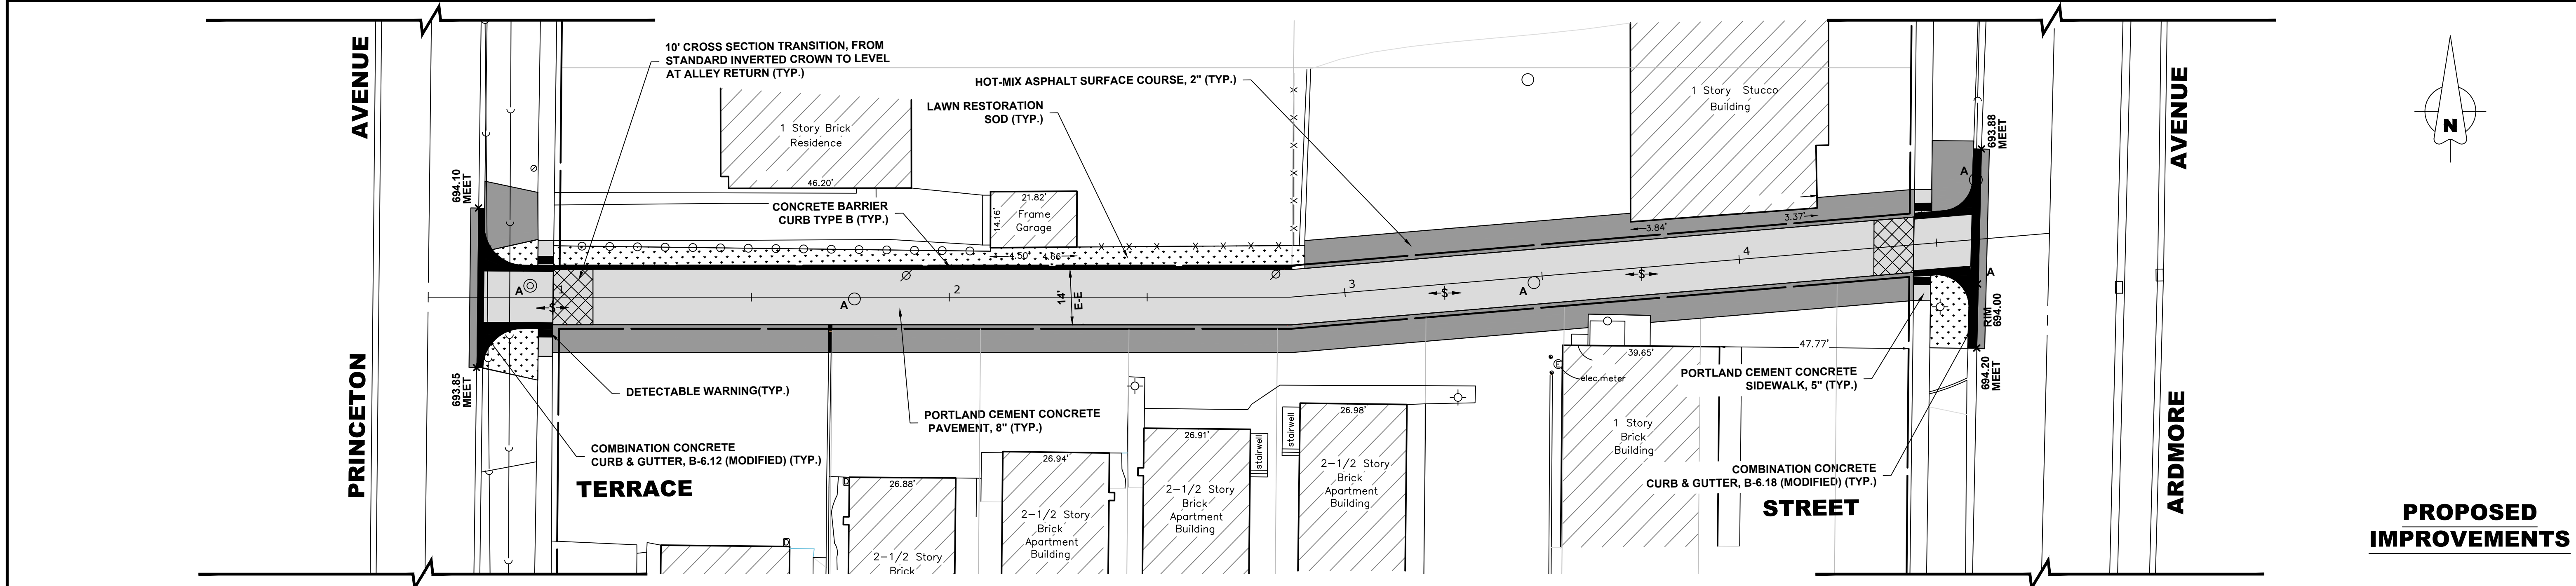 AVENUE
PRINCETON
694.10
MEET
693.85
MEET
10' CROSS SECTION TRANSITION, FROM
STANDARD INVERTED CROWN TO LEVEL
AT ALLEY RETURN (TYP.)
1 Story Brick
Residence
46.20'
CONCRETE BARRIER
CURB TYPE B (TYP.)
LAWN RESTORATION
SOD (TYP.)
HOT-MIX ASPHALT SURFACE COURSE, 2" (TYP.)
21.82'
14.16'
Frame
Garage
4.50'
4.66'
1 Story Stucco
Building
3.84'
3.37'
A
1
$
A
2
14'
E-E
3
$
A
$
4
A
A
693.88
MEET
RIM
694.00
694.20
MEET
AVENUE
ARDMORE
N
DETECTABLE WARNING(TYP.)
COMBINATION CONCRETE
CURB & GUTTER, B-6.12 (MODIFIED) (TYP.)
TERRACE
PORTLAND CEMENT CONCRETE
PAVEMENT, 8" (TYP.)
26.88'
2-1/2 Story
Brick
26.94'
2-1/2 Story
Brick
Apartment
Building
26.91'
2-1/2 Story
Brick
Apartment
Building
stairwell
stairwell
26.98'
2-1/2 Story
Brick
Apartment
Building
elec.meter
39.65'
1 Story
Brick
Building
47.77'
PORTLAND CEMENT CONCRETE
SIDEWALK, 5" (TYP.)
COMBINATION CONCRETE
CURB & GUTTER, B-6.18 (MODIFIED) (TYP.)
STREET
PROPOSED
IMPROVEMENTS